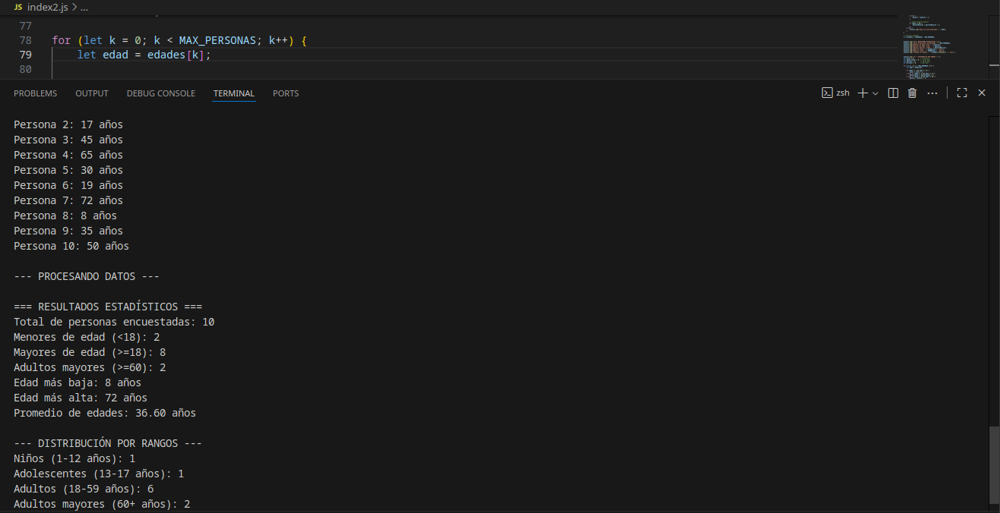 JS index2.js > ...
77
78 for (let k = 0; k < MAX_PERSONAS; k++) {
79 let edad = edades[k];
80
PROBLEMS OUTPUT DEBUG CONSOLE TERMINAL PORTS zsh
Persona 2: 17 años
Persona 3: 45 años
Persona 4: 65 años
Persona 5: 30 años
Persona 6: 19 años
Persona 7: 72 años
Persona 8: 8 años
Persona 9: 35 años
Persona 10: 50 años
--- PROCESANDO DATOS ---
=== RESULTADOS ESTADÍSTICOS ===
Total de personas encuestadas: 10
Menores de edad (<18): 2
Mayores de edad (>=18): 8
Adultos mayores (>=60): 2
Edad más baja: 8 años
Edad más alta: 72 años
Promedio de edades: 36.60 años
--- DISTRIBUCIÓN POR RANGOS ---
Niños (1-12 años): 1
Adolescentes (13-17 años): 1
Adultos (18-59 años): 6
Adultos mayores (60+ años): 2